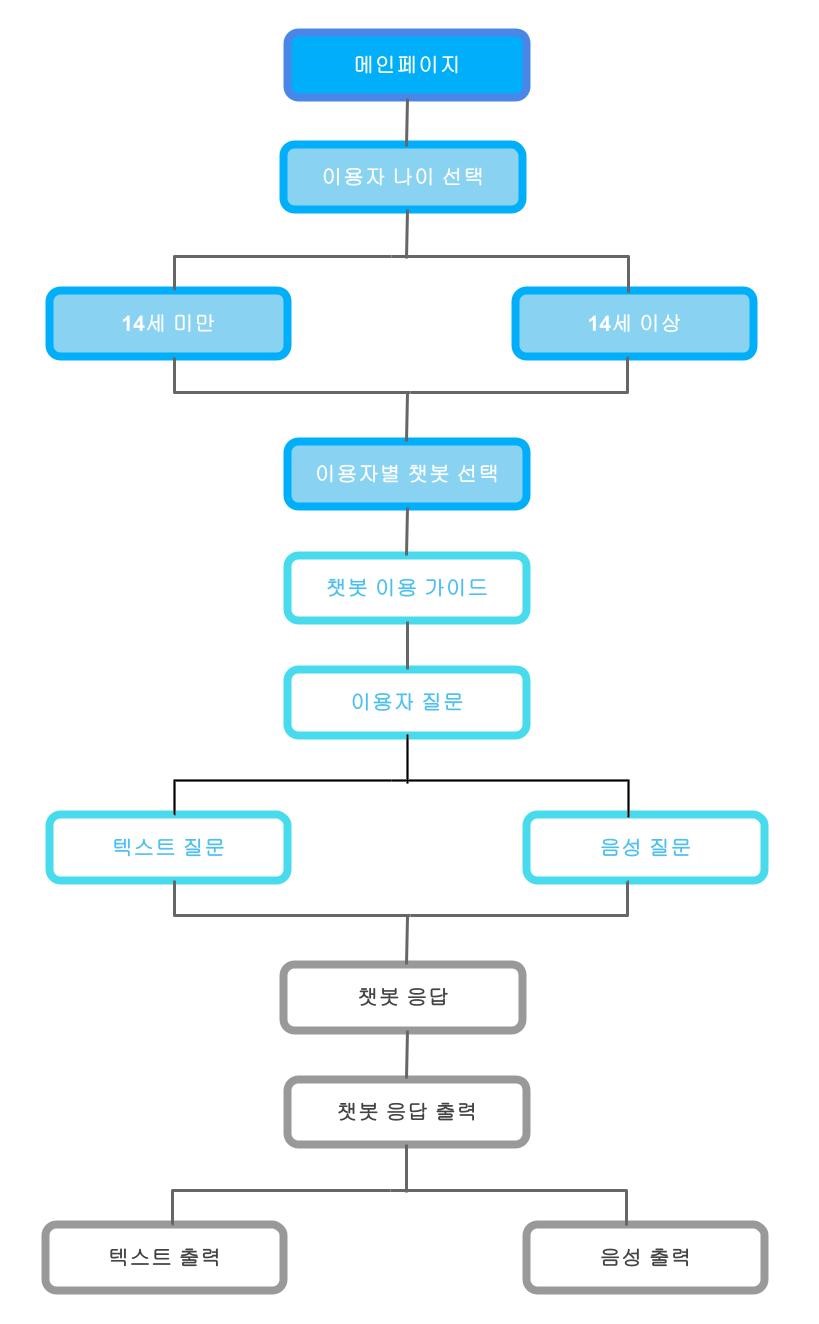 메인페이지
이용자 나이 선택
14세 미만
14세 이상
이용자별 챗봇 선택
챗봇 이용 가이드
이용자 질문
텍스트 질문
음성 질문
챗봇 응답
챗봇 응답 출력
텍스트 출력
음성 출력